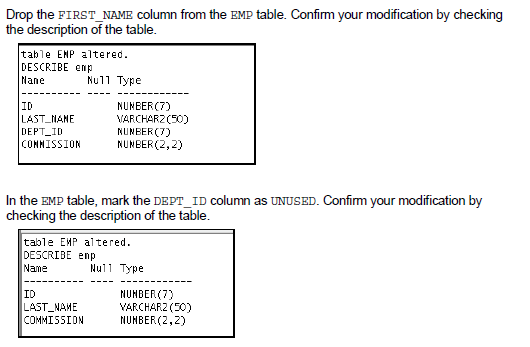 Drop the FIRST_NAME column from the EMP table. Confirm your modification by checking
the description of the table.
table EMP altered.
DESCRIBE emp
Name Null Type
---------- ---- ------------
ID NUMBER(7)
LAST_NAME VARCHAR2(50)
DEPT_ID NUMBER(7)
COMMISSION NUMBER(2,2)
In the EMP table, mark the DEPT_ID column as UNUSED. Confirm your modification by
checking the description of the table.
table EMP altered.
DESCRIBE emp
Name Null Type
---------- ---- ------------
ID NUMBER(7)
LAST_NAME VARCHAR2(50)
COMMISSION NUMBER(2,2)